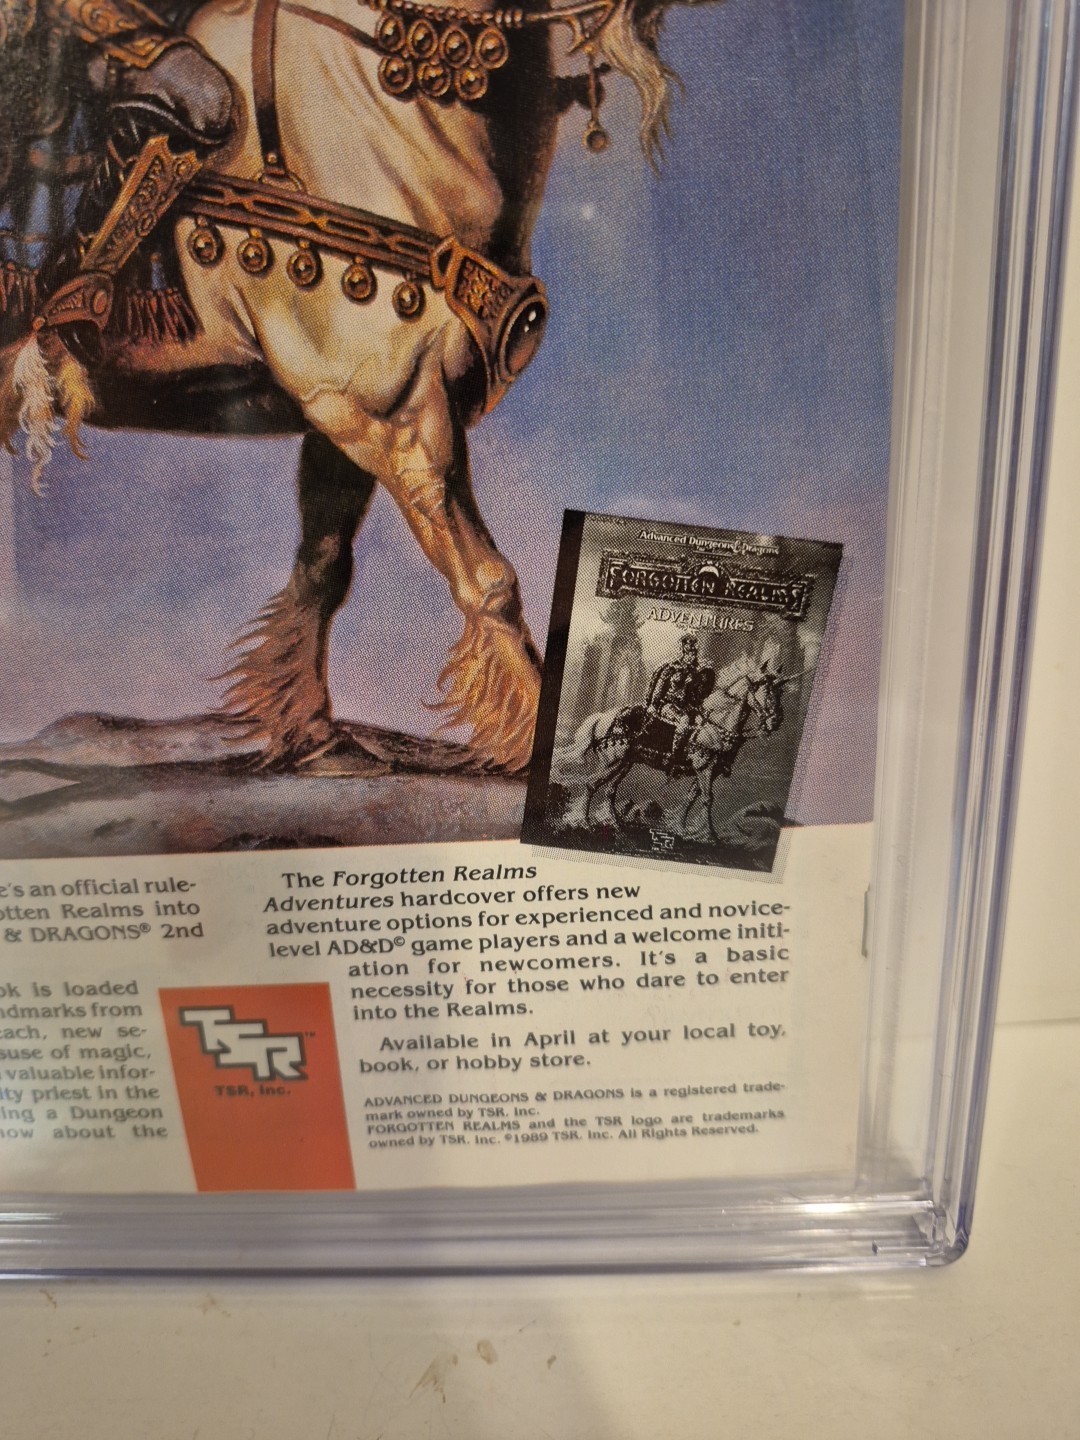 Advanced Dungeons & Dragons
FORGOTTEN REALMS
ADVENTURES
TSR
e's an official rule-
otten Realms into
& DRAGONS® 2nd
ok is loaded
ndmarks from
each, new se-
suse of magic,
valuable infor-
ity priest in the
ing a Dungeon
now about the
The Forgotten Realms
Adventures hardcover offers new
adventure options for experienced and novice-
level AD&D© game players and a welcome initi-
ation for newcomers. It's a basic
necessity for those who dare to enter
into the Realms.
Available in April at your local toy,
book, or hobby store.
TSR™
TSR, Inc.
ADVANCED DUNGEONS & DRAGONS is a registered trade-
mark owned by TSR, Inc.
FORGOTTEN REALMS and the TSR logo are trademarks
owned by TSR, Inc. ©1989 TSR, Inc. All Rights Reserved.